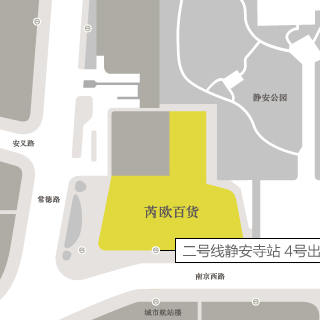 静安公园
安义路
常德路
芮欧百货
二号线静安寺站 4号出
南京西路
城市航站楼